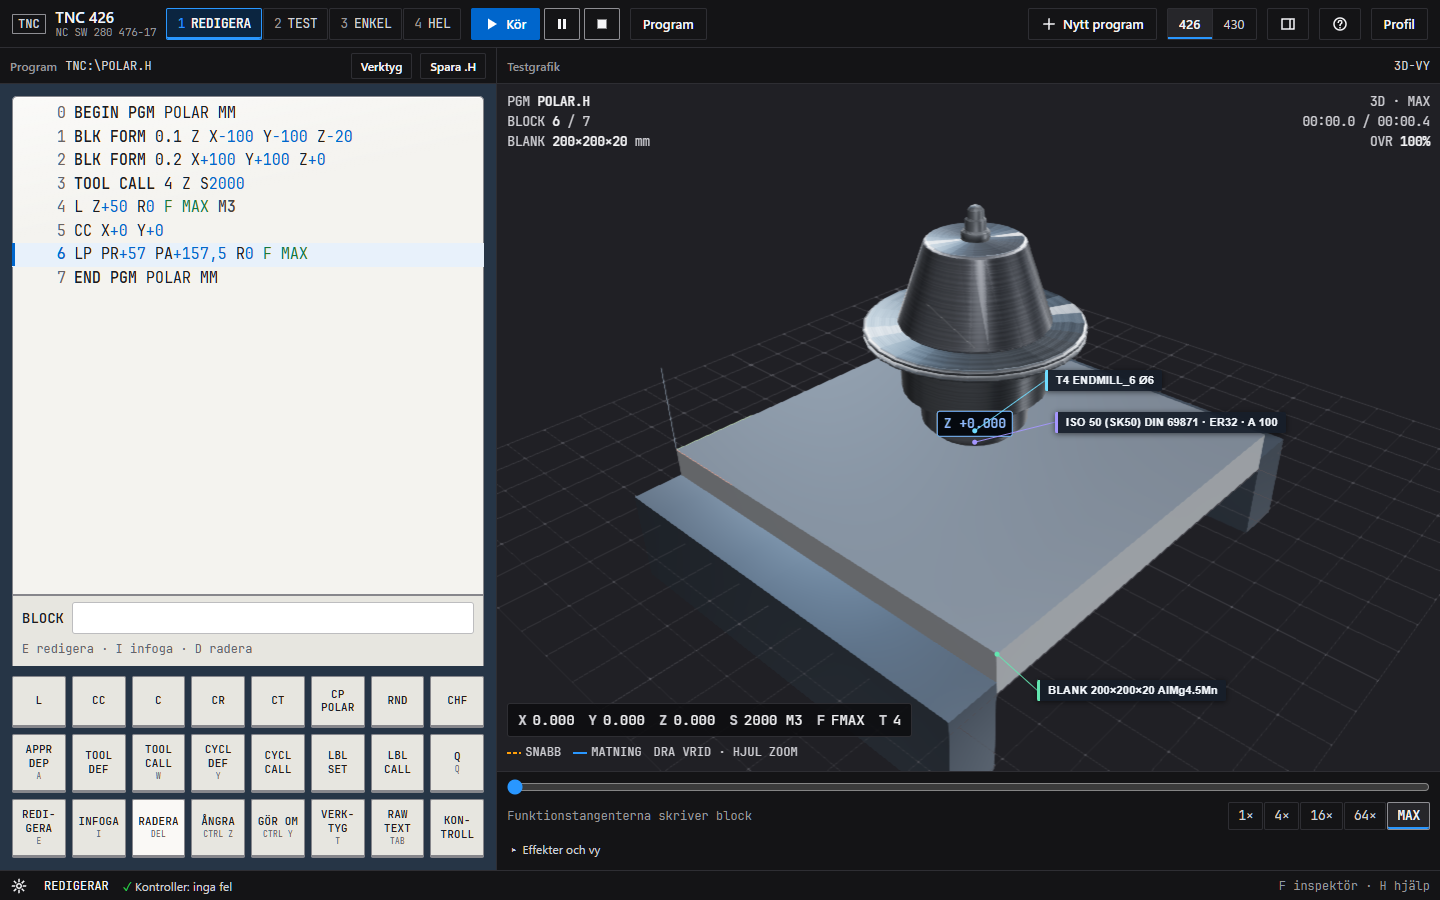 TNC
TNC 426
NC SW 280 476-17
1 REDIGERA
2 TEST
3 ENKEL
4 HEL
Kör
Program
Nytt program
426
430
Profil
Program TNC:\POLAR.H
Verktyg
Spara .H
Testgrafik
3D-VY
0 BEGIN PGM POLAR MM
1 BLK FORM 0.1 Z X-100 Y-100 Z-20
2 BLK FORM 0.2 X+100 Y+100 Z+0
3 TOOL CALL 4 Z S2000
4 L Z+50 R0 F MAX M3
5 CC X+0 Y+0
6 LP PR+57 PA+157,5 R0 F MAX
7 END PGM POLAR MM
BLOCK
E redigera · I infoga · D radera
L
CC
C
CR
CT
CP
POLAR
RND
CHF
APPR
DEP
A
TOOL
DEF
TOOL
CALL
W
CYCL
DEF
Y
CYCL
CALL
LBL
SET
LBL
CALL
Q
Q
REDI-
GERA
E
INFOGA
I
RADERA
DEL
ÅNGRA
CTRL Z
GÖR OM
CTRL Y
VERK-
TYG
T
RAW
TEXT
TAB
KON-
TROLL
PGM POLAR.H
BLOCK 6 / 7
BLANK 200×200×20 mm
3D · MAX
00:00.0 / 00:00.4
OVR 100%
T4 ENDMILL_6 Ø6
Z +0.000
ISO 50 (SK50) DIN 69871 · ER32 · A 100
BLANK 200×200×20 AlMg4.5Mn
X 0.000 Y 0.000 Z 0.000 S 2000 M3 F FMAX T 4
SNABB MATNING DRA VRID · HJUL ZOOM
Funktionstangenterna skriver block
1×
4×
16×
64×
MAX
Effekter och vy
REDIGERAR
✓ Kontroller: inga fel
F inspektör · H hjälp